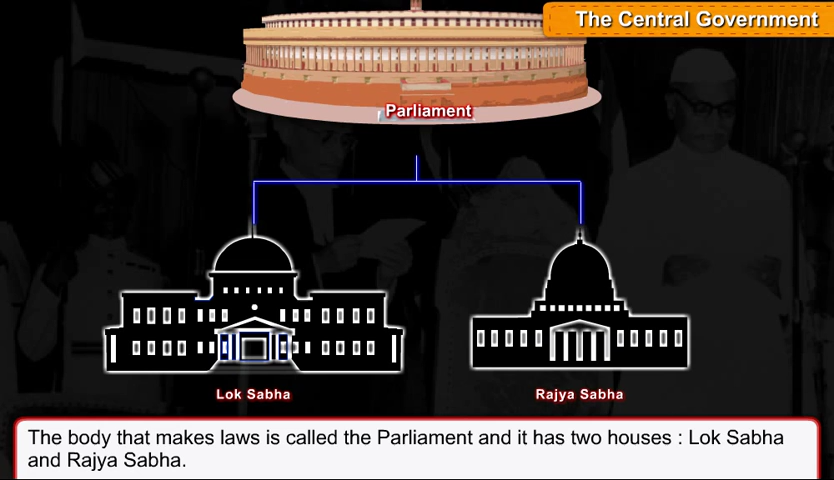 The Central Government
Parliament
Lok Sabha
Rajya Sabha
The body that makes laws is called the Parliament and it has two houses : Lok Sabha
and Rajya Sabha.